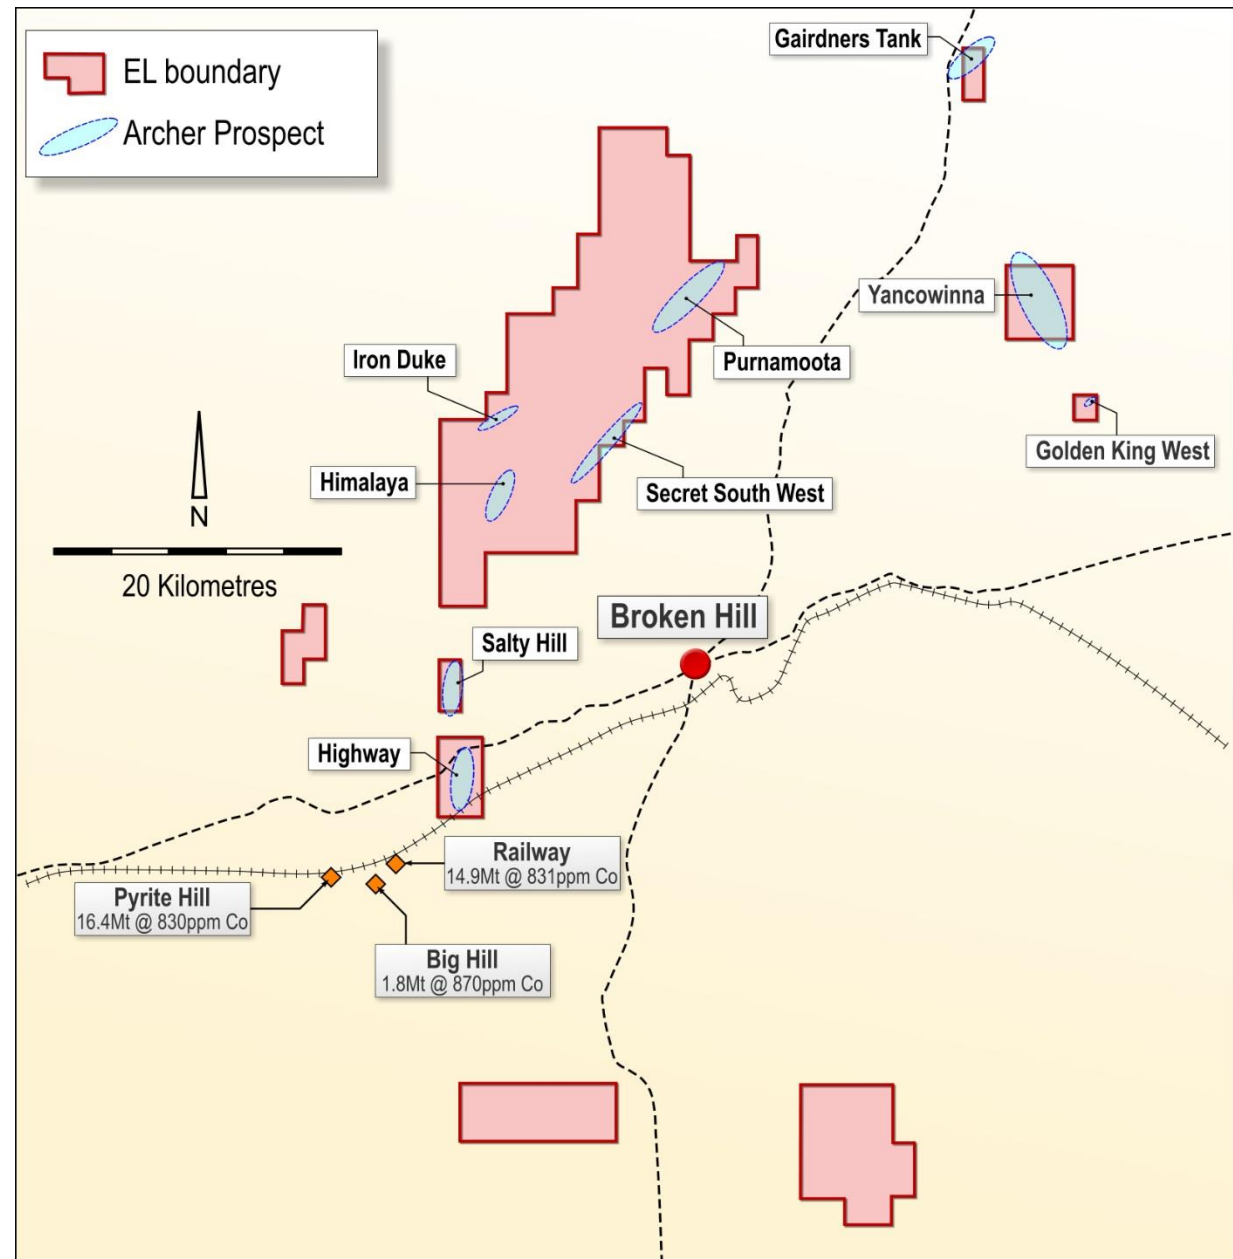 Gairdners Tank
EL boundary
Archer Prospect
Yancowinna
Iron Duke
Purnamoota
Golden King West
Himalaya
Secret South West
N
20 Kilometres
Broken Hill
Salty Hill
Highway
Railway
14.9Mt @ 831ppm Co
Pyrite Hill
16.4Mt @ 830ppm Co
Big Hill
1.8Mt @ 870ppm Co